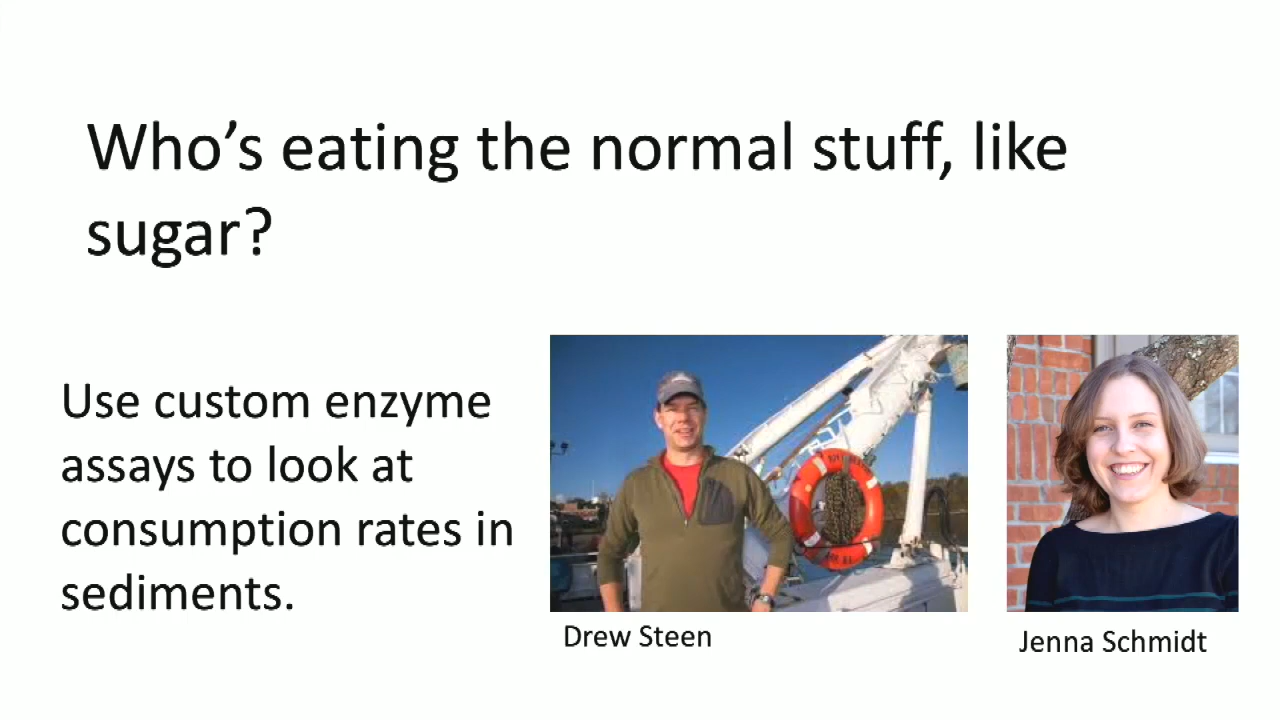 Who's eating the normal stuff, like
sugar?
Use custom enzyme
assays to look at
consumption rates in
sediments.
Drew Steen
Jenna Schmidt